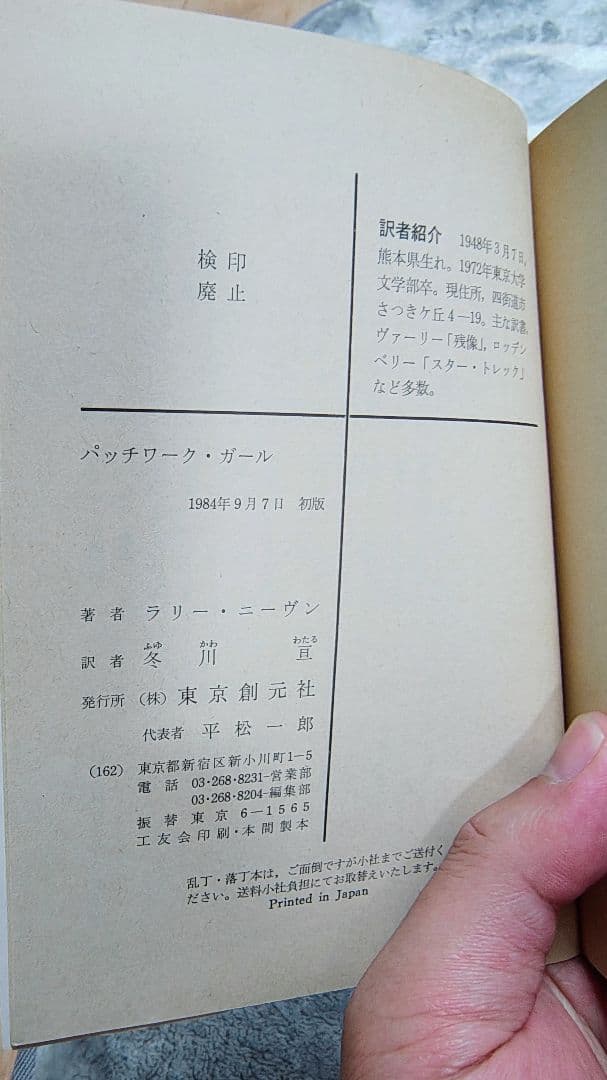 検印
廃止
訳者紹介 1948年3月7日,
熊本県生れ。1972年東京大学
文学部卒。現住所,四街道市
さつきケ丘4—19。主な訳書,
ヴァーリー「残像」,ロッデン
ベリー「スター・トレック」
など多数。
パッチワーク・ガール
1984年9月7日 初版
著者 ラリー・ニーヴン
ふゆ かわ わたる
訳者 冬川亘
発行所 (株) 東京創元社
代表者 平松一郎
(162) 東京都新宿区新小川町1—5
電話 03・268・8231—営業部
03・268・8204—編集部
振替 東京 6—1565
工友会印刷・本間製本
乱丁・落丁本は,ご面倒ですが小社までご送付く
ださい。送料小社負担にてお取替えいたします。
Printed in Japan